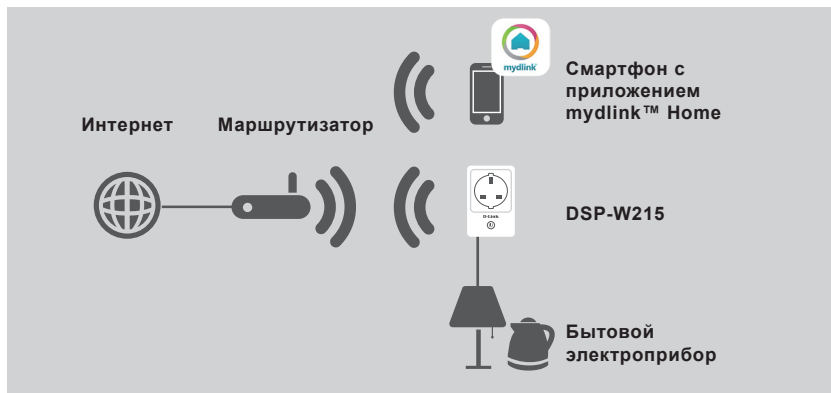 mydlink
Смартфон с
приложением
mydlink™ Home
Интернет
Маршрутизатор
D-Link
DSP-W215
Бытовой
электроприбор